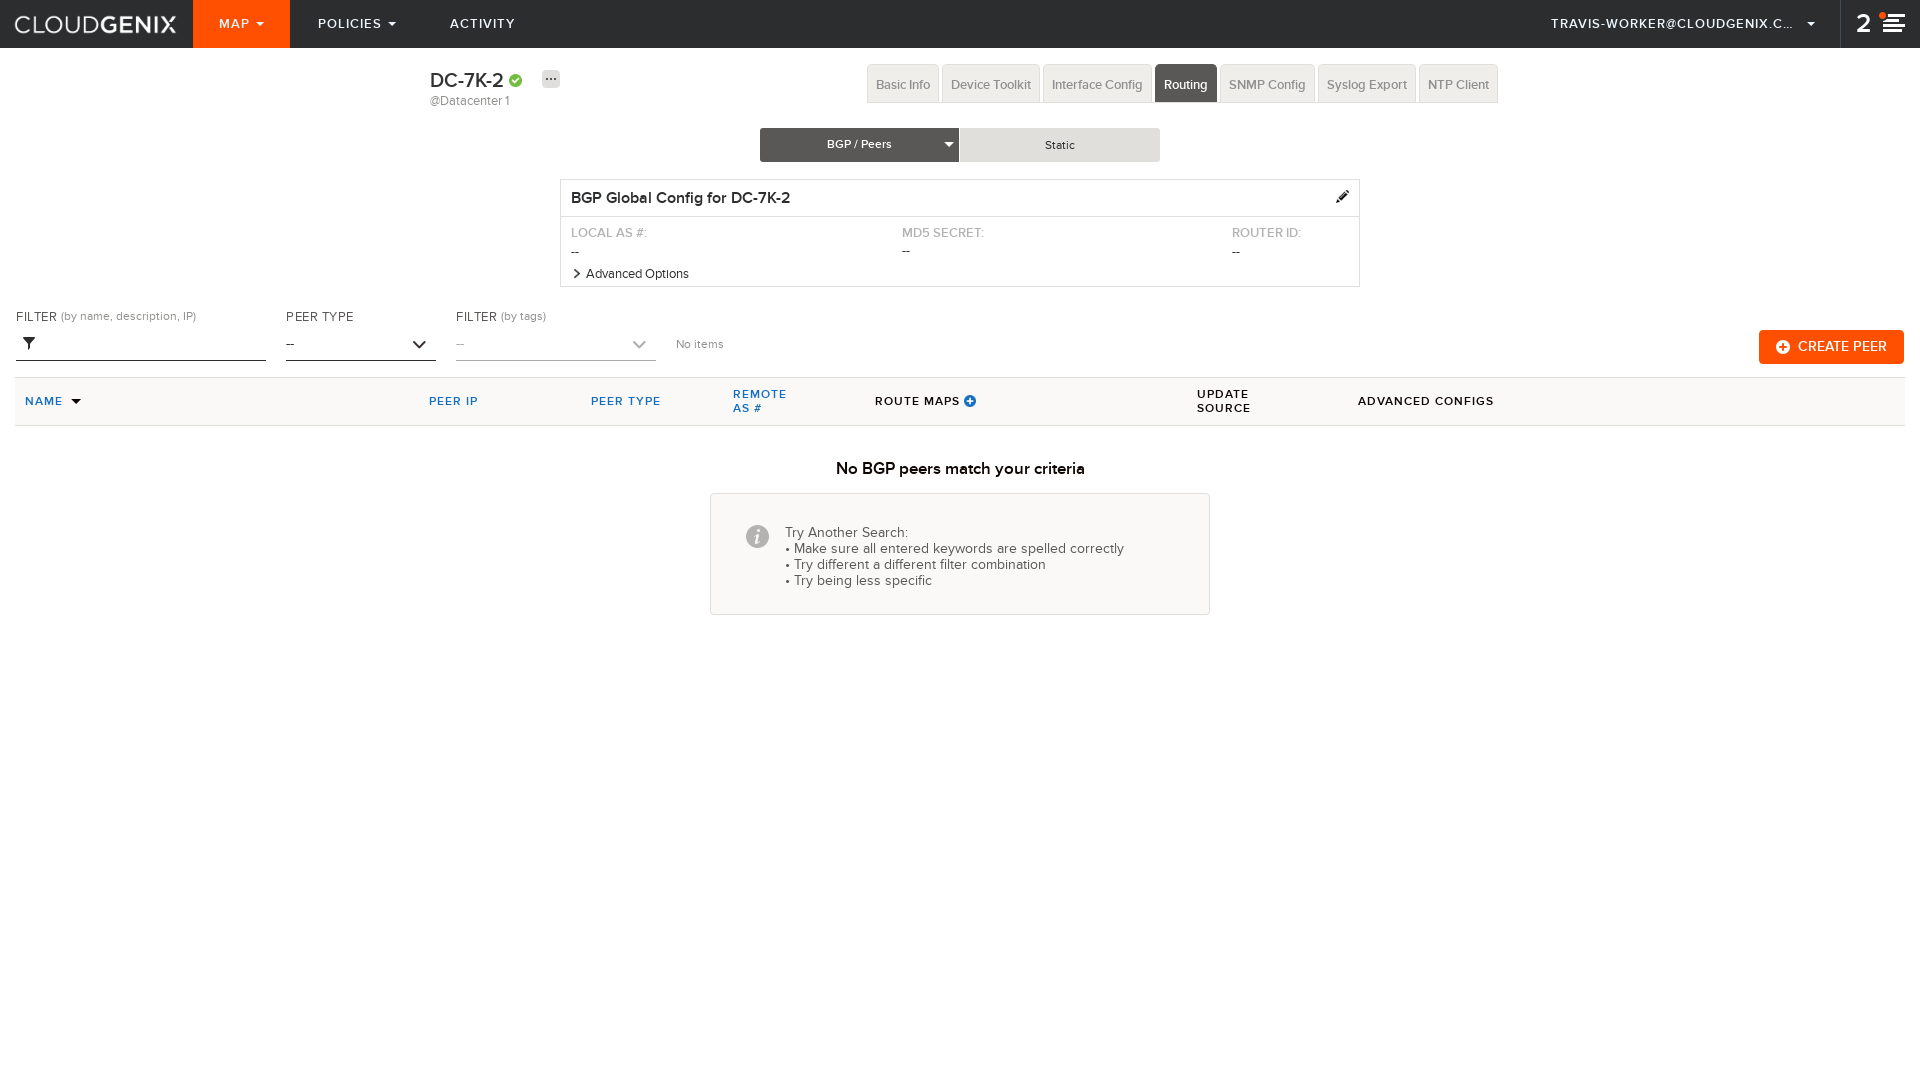 CLOUDGENIX
MAP
POLICIES
ACTIVITY
TRAVIS-WORKER@CLOUDGENIX.C...
2
DC-7K-2
@Datacenter 1
Basic Info
Device Toolkit
Interface Config
Routing
SNMP Config
Syslog Export
NTP Client
BGP / Peers
Static
BGP Global Config for DC-7K-2
LOCAL AS #:
--
MD5 SECRET:
--
ROUTER ID:
--
Advanced Options
FILTER (by name, description, IP)
PEER TYPE
--
FILTER (by tags)
--
No items
CREATE PEER
NAME
PEER IP
PEER TYPE
REMOTE
AS #
ROUTE MAPS
UPDATE
SOURCE
ADVANCED CONFIGS
No BGP peers match your criteria
Try Another Search:
• Make sure all entered keywords are spelled correctly
• Try different a different filter combination
• Try being less specific